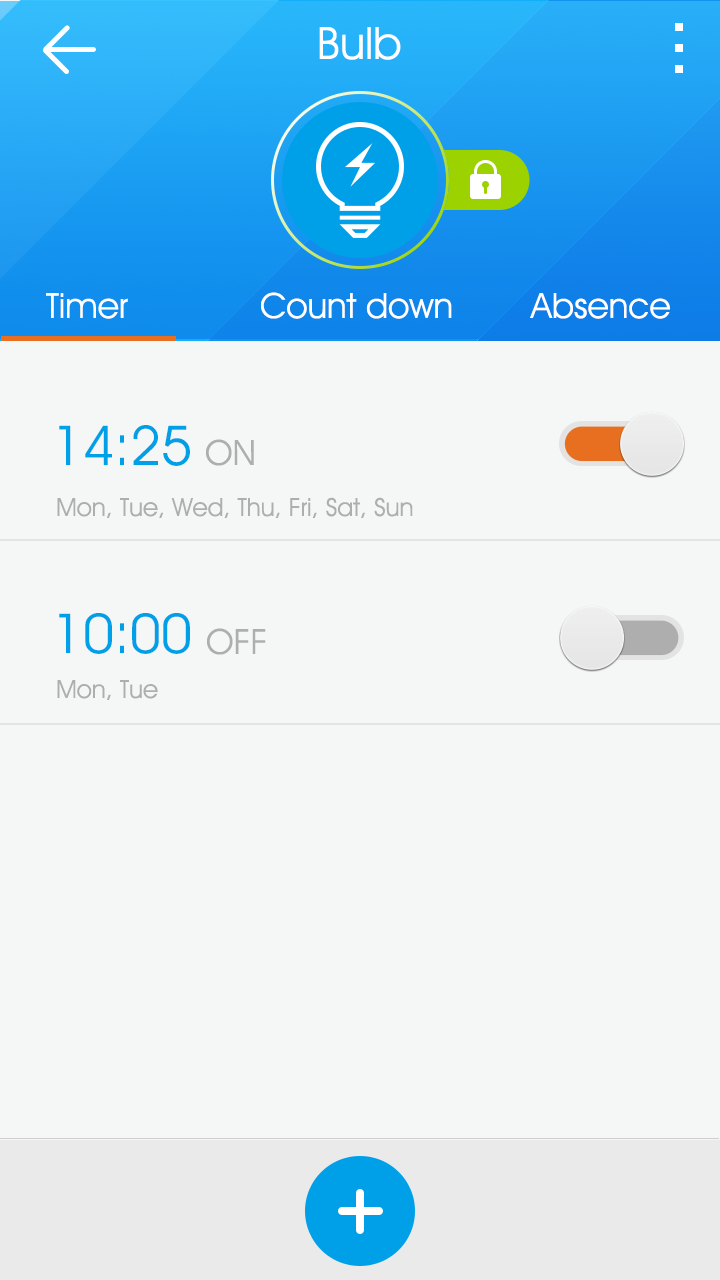 Bulb
Timer Count down Absence
14:25 ON
Mon, Tue, Wed, Thu, Fri, Sat, Sun
10:00 OFF
Mon, Tue